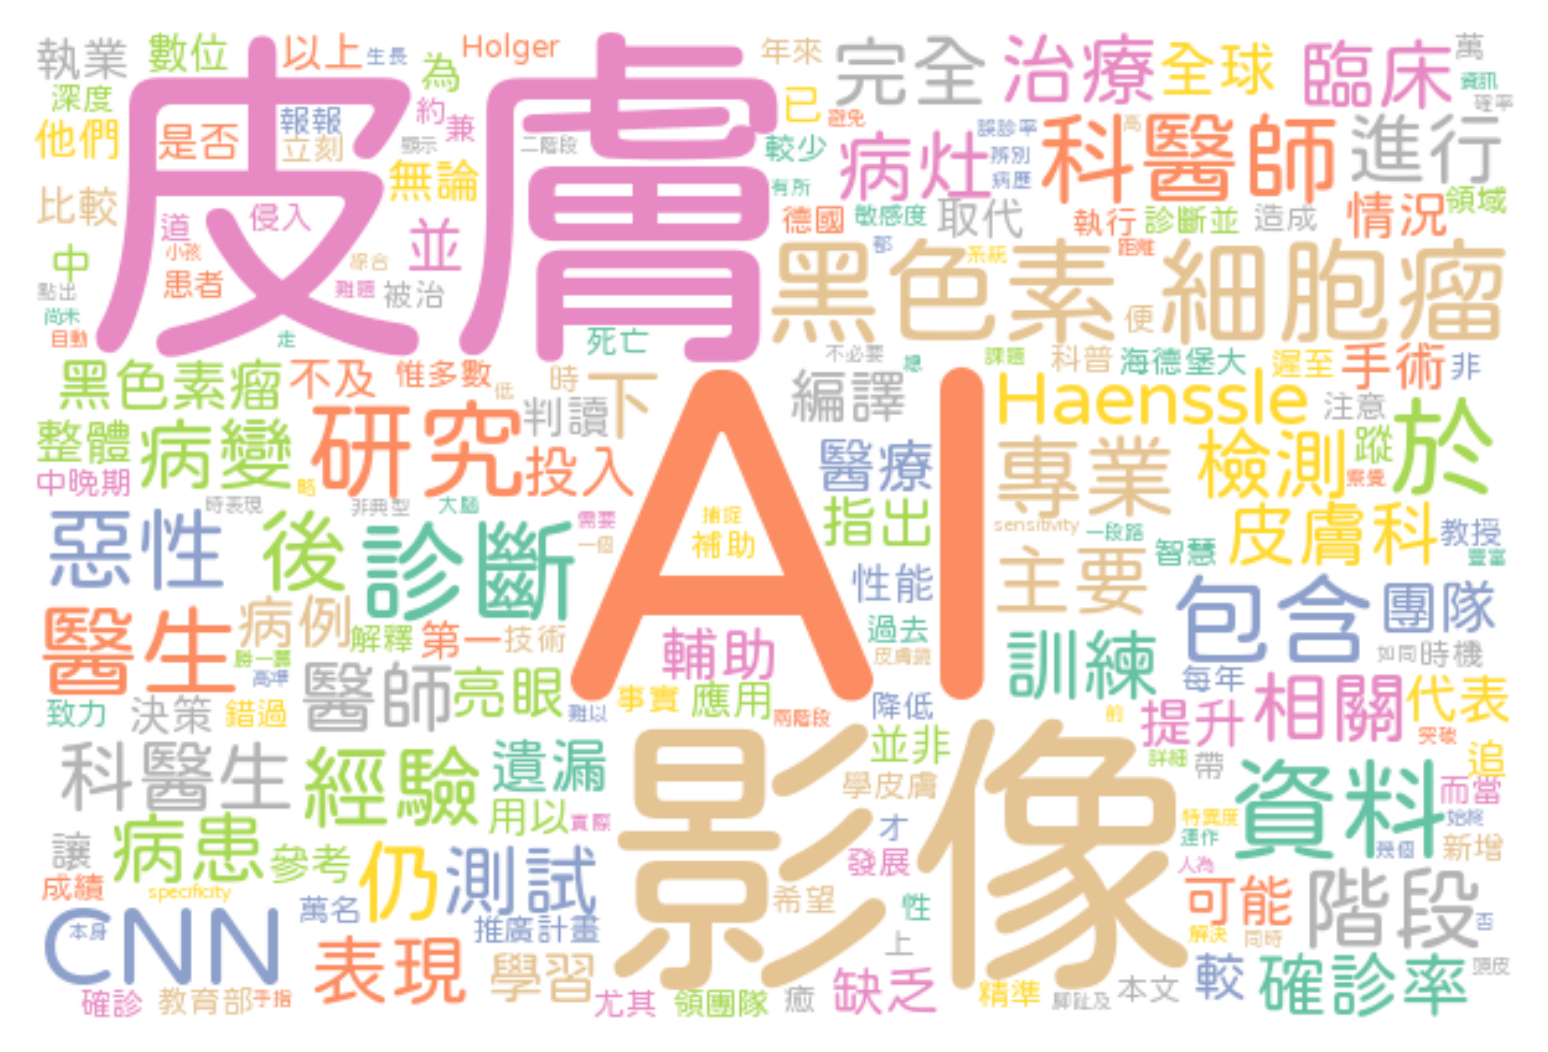 執業
數位
以上
生長
Holger
年來
完全
治療
全球
臨床
萬
資訊
深度
為
約
兼
已
避免
確率
他們
是否
報報
立刻
顯示
二階段
較少
病灶
誤診率
辨別
病歷
科醫師
高
進行
皮膚
無論
有所
比較
道
侵入
並
德國
敏感度
取代
執行
診斷並
造成
情況
領域
中
小孩
綜合
都
系統
距離
點出
患者
難題
被治
黑色素
細胞瘤
便
尚未
自動
走
死亡
不必要
想
課題
科普
海德堡大
遲至
手術
非
黑色素瘤
不及
惟多數
低
時
下
編譯
Haenssle
注意
整體
病變
研究
判讀
投入
AI
醫療
專業
檢測
蹤
察覺
於
中晚期
略
時表現
非典型
大腦
需要
一個
捕捉
補助
指出
sensitivity
一段路
智慧
皮膚科
教授
豐富
惡性
後
診斷
性能
主要
包含
團隊
醫生
病例
解釋
第一
技術
輔助
過去
皮膚鏡
訓練
如同
時機
勝一籌
高準
醫師
亮眼
難以
事實
應用
兩階段
降低
每年
前
提升
相關
代表
突破
致力
決策
錯過
科醫生
經驗
遺漏
影像
並非
學皮膚
詳細
帶
資料
追
而當
始終
用以
實際
讓
病患
參考
仍
測試
才
發展
特異度
運作
人為
幾個
新增
成績
specificity
萬名
希望
性
可能
階段
否
CNN
本身
推廣計畫
上
解決
同時
表現
學習
較
確診率
頭皮
確診
教育部
手指
尤其
領團隊
癒
缺乏
精準
腳趾及
本文